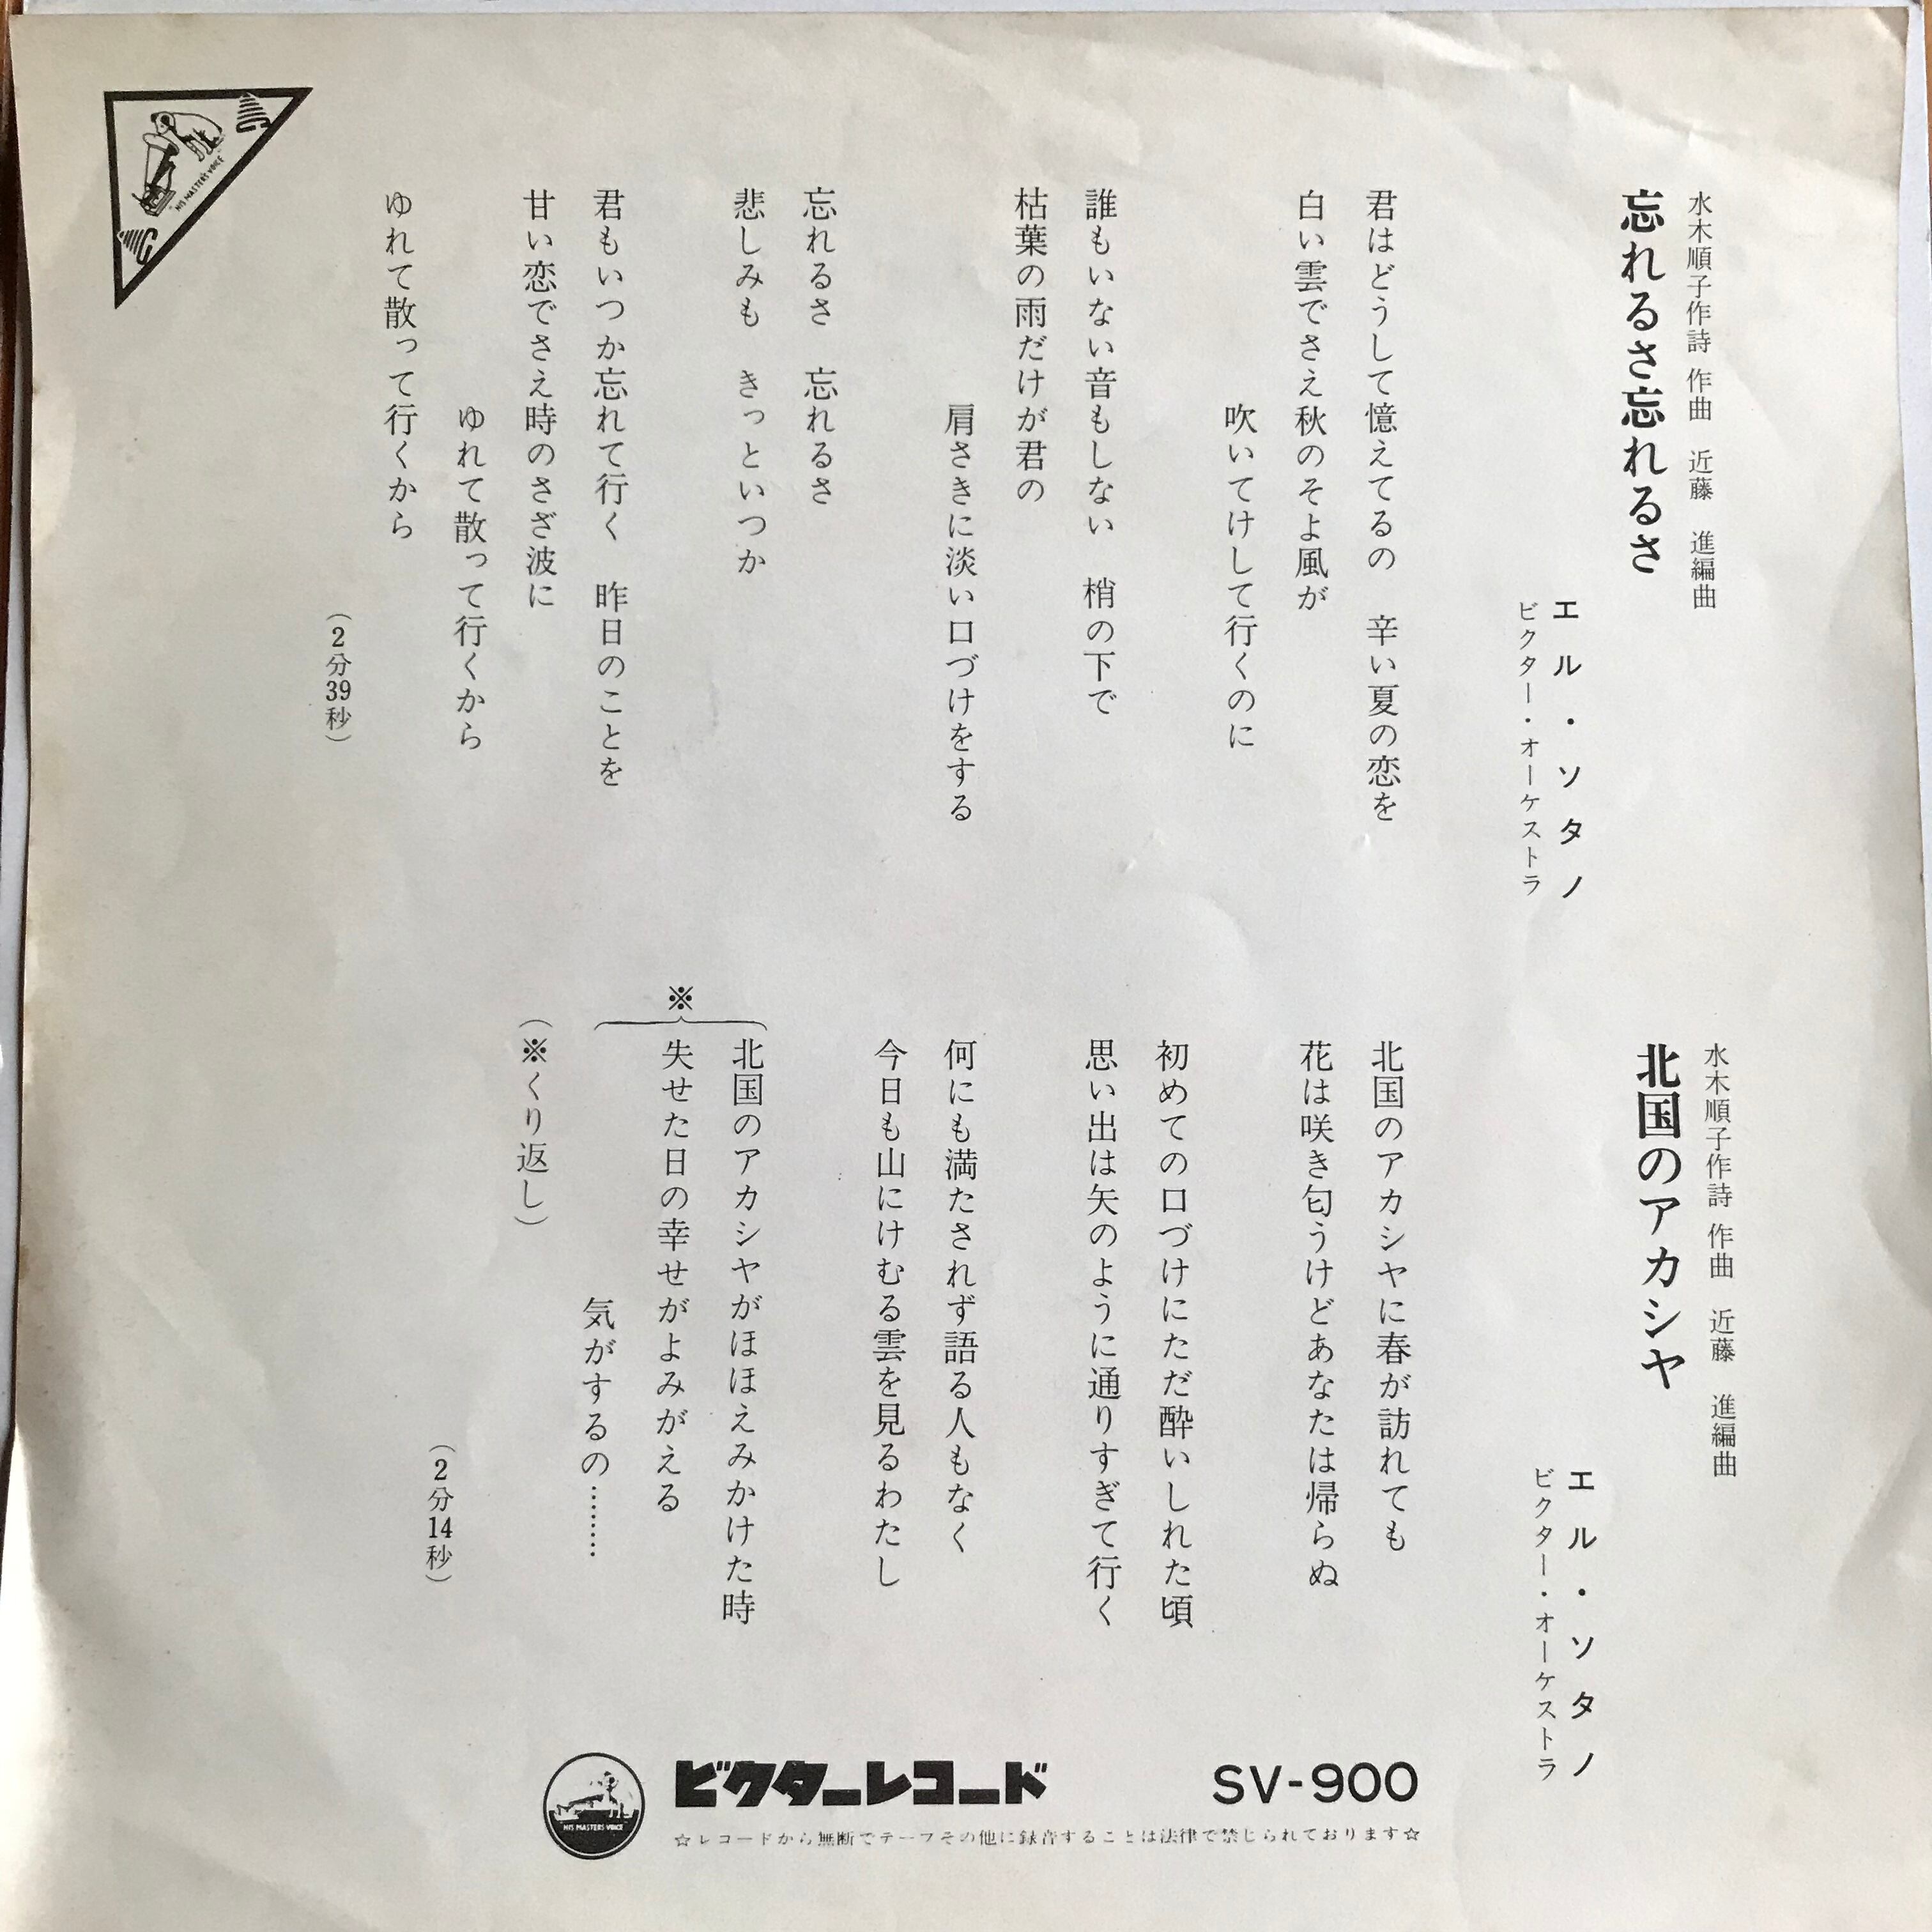 水木順子作詩 作曲　近藤　進編曲
忘れるさ忘れるさ
エル・ソタノ
ビクター・オーケストラ
君はどうして憶えてるの　辛い夏の恋を
白い雲でさえ秋のそよ風が
吹いてけして行くのに
誰もいない音もしない　梢の下で
枯葉の雨だけが君の
肩さきに淡い口づけをする
忘れるさ　忘れるさ
悲しみも　きっといつか
君もいつか忘れて行く　昨日のことを
甘い恋でさえ時のさざ波に
ゆれて散って行くから
ゆれて散って行くから
（2分39秒）
HIS MASTER'S VOICE
水木順子作詩 作曲　近藤　進編曲
北国のアカシヤ
エル・ソタノ
ビクター・オーケストラ
北国のアカシヤに春が訪れても
花は咲き匂うけどあなたは帰らぬ
初めての口づけにただ酔いしれた頃
思い出は矢のように通りすぎて行く
何にも満たされず語る人もなく
今日も山にけむる雲を見るわたし
※
北国のアカシヤがほほえみかけた時
失せた日の幸せがよみがえる
気がするの………
（※くり返し）
（2分14秒）
HIS MASTER'S VOICE
ビクターレコード
SV-900
☆レコードから無断でテープその他に録音することは法律で禁じられております☆